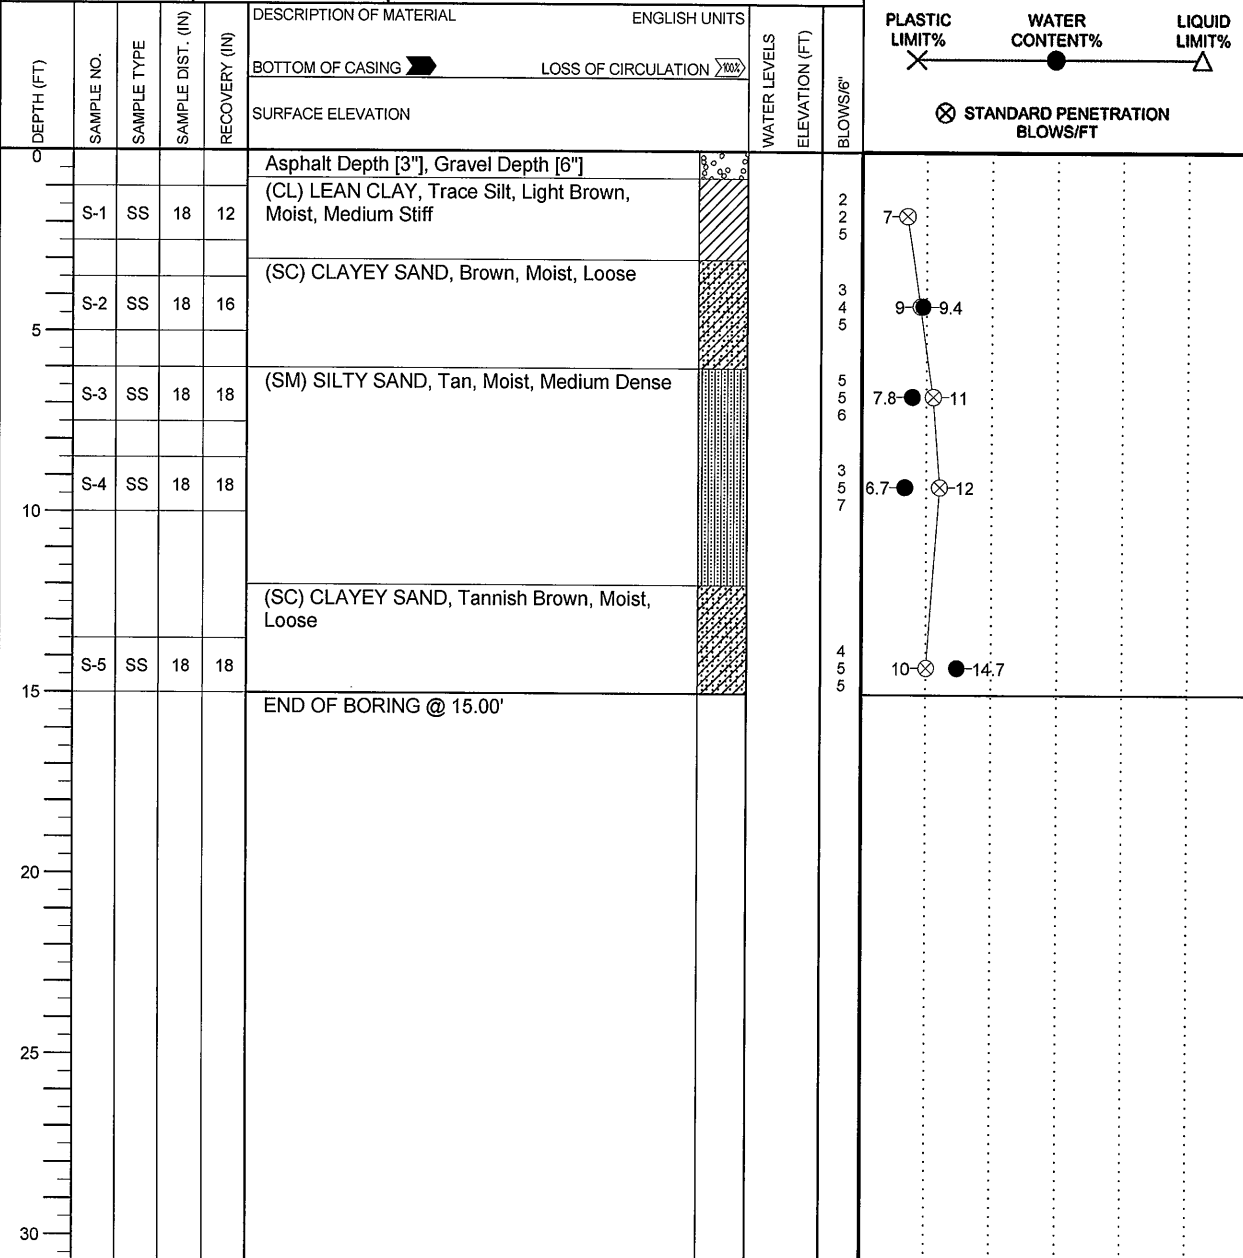 DEPTH (FT)
SAMPLE NO.
SAMPLE TYPE
SAMPLE DIST. (IN)
RECOVERY (IN)
DESCRIPTION OF MATERIAL ENGLISH UNITS
BOTTOM OF CASING LOSS OF CIRCULATION 100%
SURFACE ELEVATION
WATER LEVELS
ELEVATION (FT)
BLOWS/6"
PLASTIC LIMIT%
WATER CONTENT%
LIQUID LIMIT%
STANDARD PENETRATION
BLOWS/FT
0
Asphalt Depth [3"], Gravel Depth [6"]
(CL) LEAN CLAY, Trace Silt, Light Brown,
Moist, Medium Stiff
S-1 SS 18 12
2
2
5
7
(SC) CLAYEY SAND, Brown, Moist, Loose
S-2 SS 18 16
3
4
5
9 9.4
5
(SM) SILTY SAND, Tan, Moist, Medium Dense
S-3 SS 18 18
5
5
6
7.8 11
S-4 SS 18 18
3
5
7
6.7 12
10
(SC) CLAYEY SAND, Tannish Brown, Moist,
Loose
S-5 SS 18 18
4
5
5
10 14.7
15
END OF BORING @ 15.00'
20
25
30